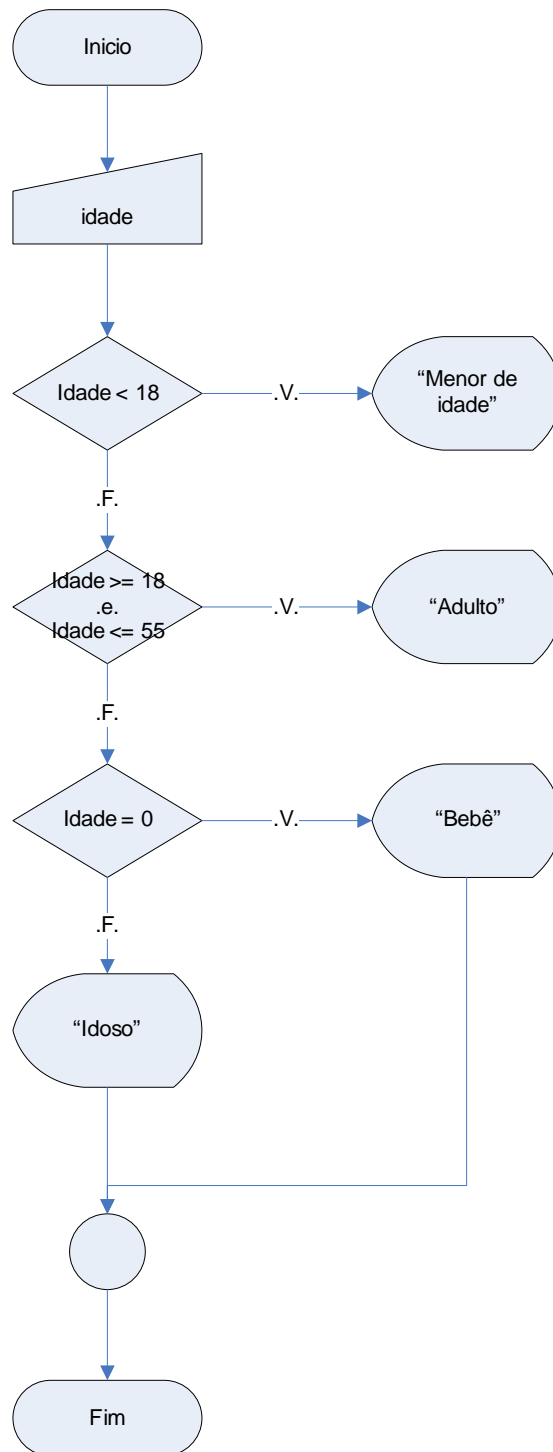 Inicio
idade
Idade < 18
.V.
“Menor de
idade”
.F.
Idade >= 18
.e.
Idade <= 55
.V.
“Adulto”
.F.
Idade = 0
.V.
“Bebê”
.F.
“Idoso”
Fim